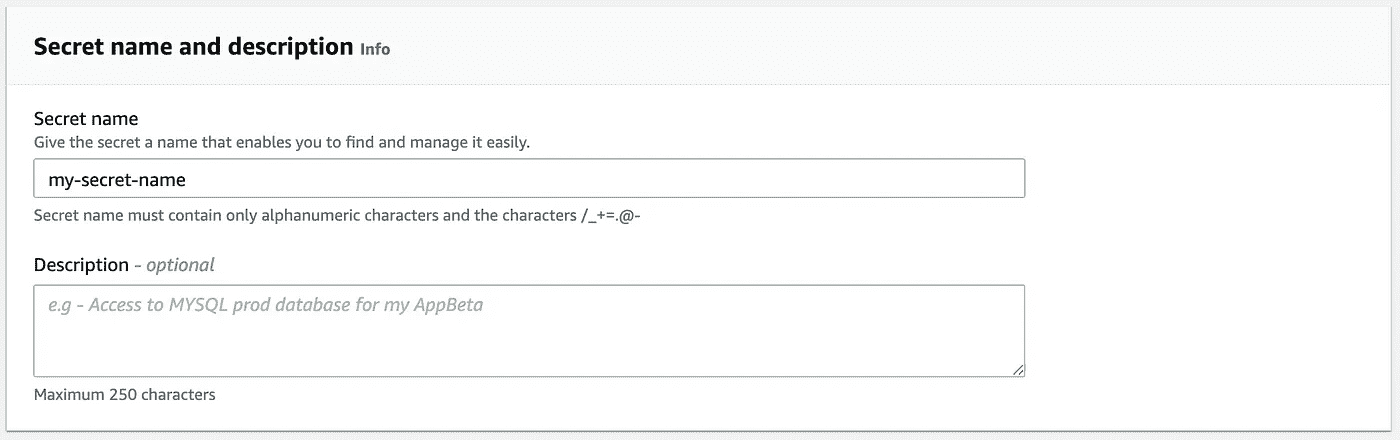 Secret name and description Info
Secret name
Give the secret a name that enables you to find and manage it easily.
my-secret-name
Secret name must contain only alphanumeric characters and the characters /_+=.@-
Description - optional
e.g - Access to MYSQL prod database for my AppBeta
Maximum 250 characters